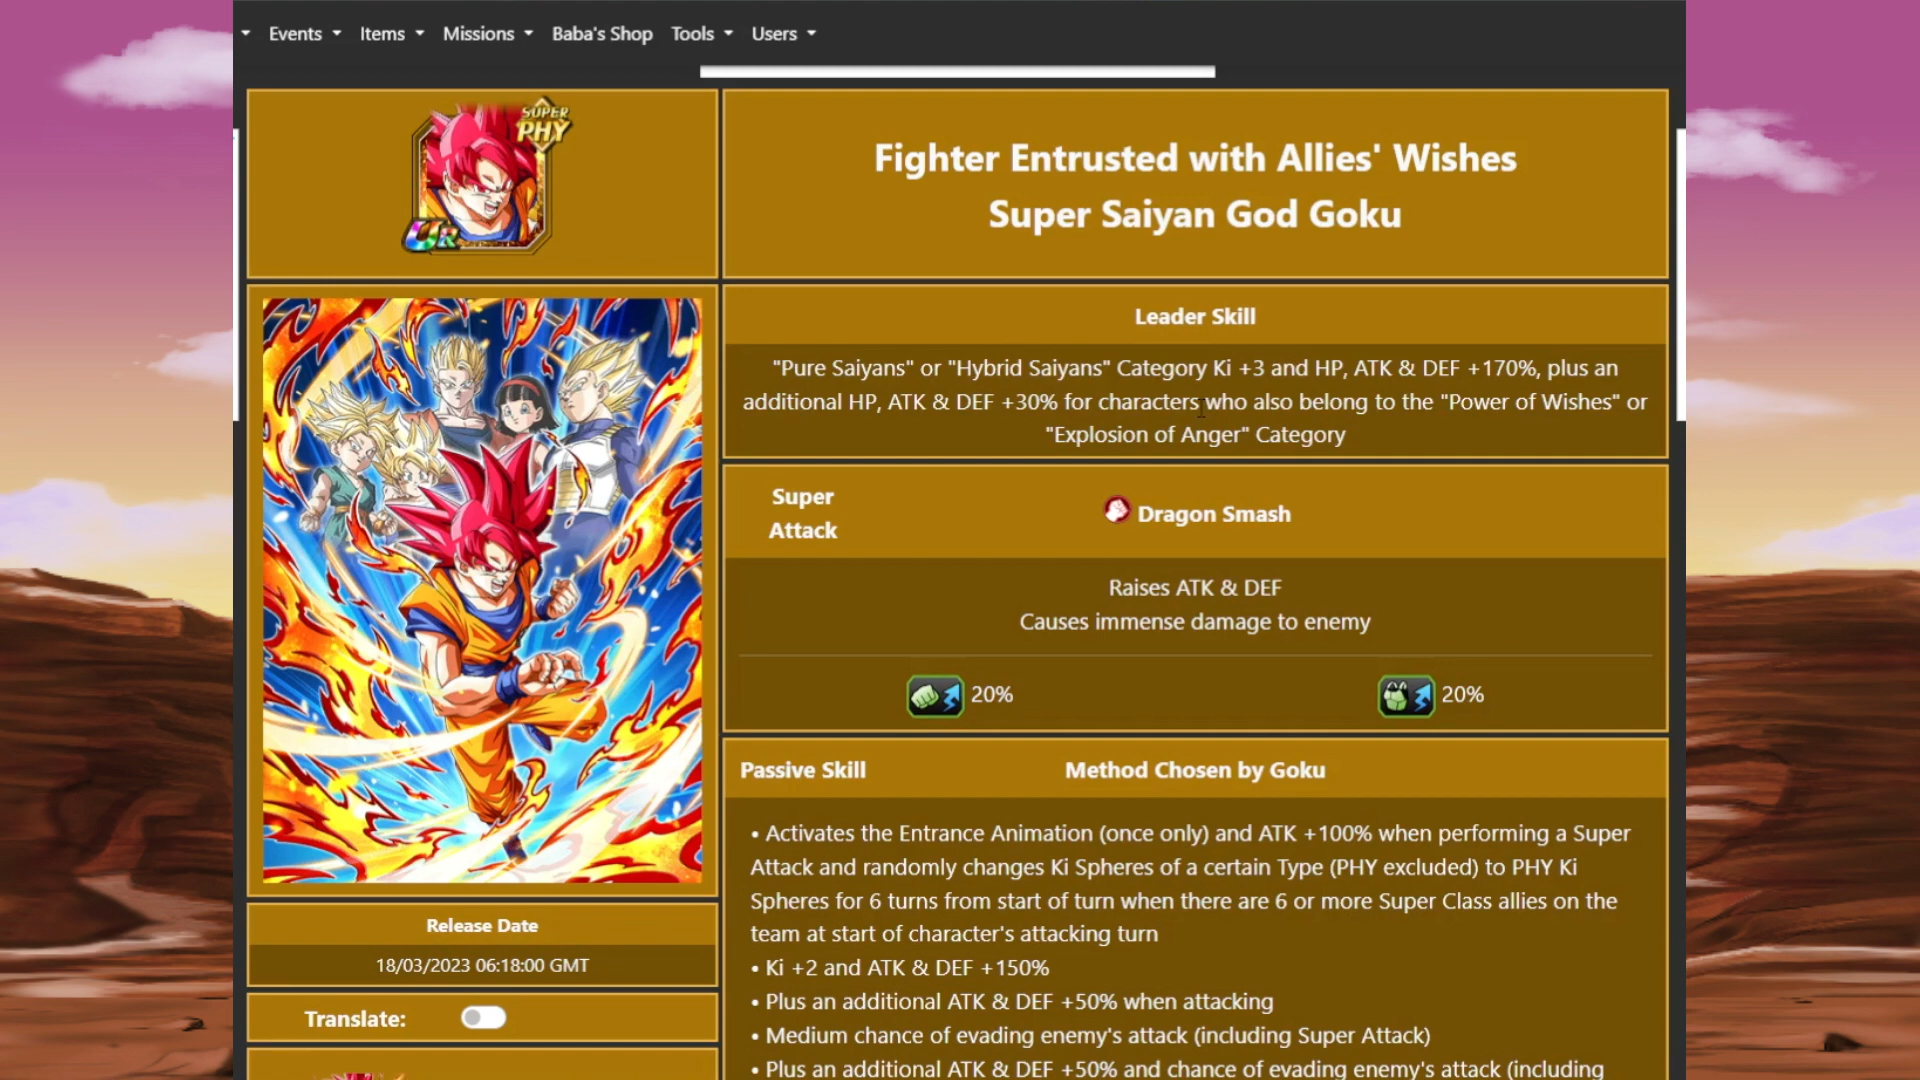 Events
Items
Missions
Baba's Shop
Tools
Users
SUPER
PHY
UR
Fighter Entrusted with Allies' Wishes
Super Saiyan God Goku
Leader Skill
"Pure Saiyans" or "Hybrid Saiyans" Category Ki +3 and HP, ATK & DEF +170%, plus an
additional HP, ATK & DEF +30% for characters who also belong to the "Power of Wishes" or
"Explosion of Anger" Category
Super
Attack
Dragon Smash
Raises ATK & DEF
Causes immense damage to enemy
20%
20%
Passive Skill
Method Chosen by Goku
• Activates the Entrance Animation (once only) and ATK +100% when performing a Super
Attack and randomly changes Ki Spheres of a certain Type (PHY excluded) to PHY Ki
Spheres for 6 turns from start of turn when there are 6 or more Super Class allies on the
team at start of character's attacking turn
• Ki +2 and ATK & DEF +150%
• Plus an additional ATK & DEF +50% when attacking
• Medium chance of evading enemy's attack (including Super Attack)
• Plus an additional ATK & DEF +50% and chance of evading enemy's attack (including
Release Date
18/03/2023 06:18:00 GMT
Translate: